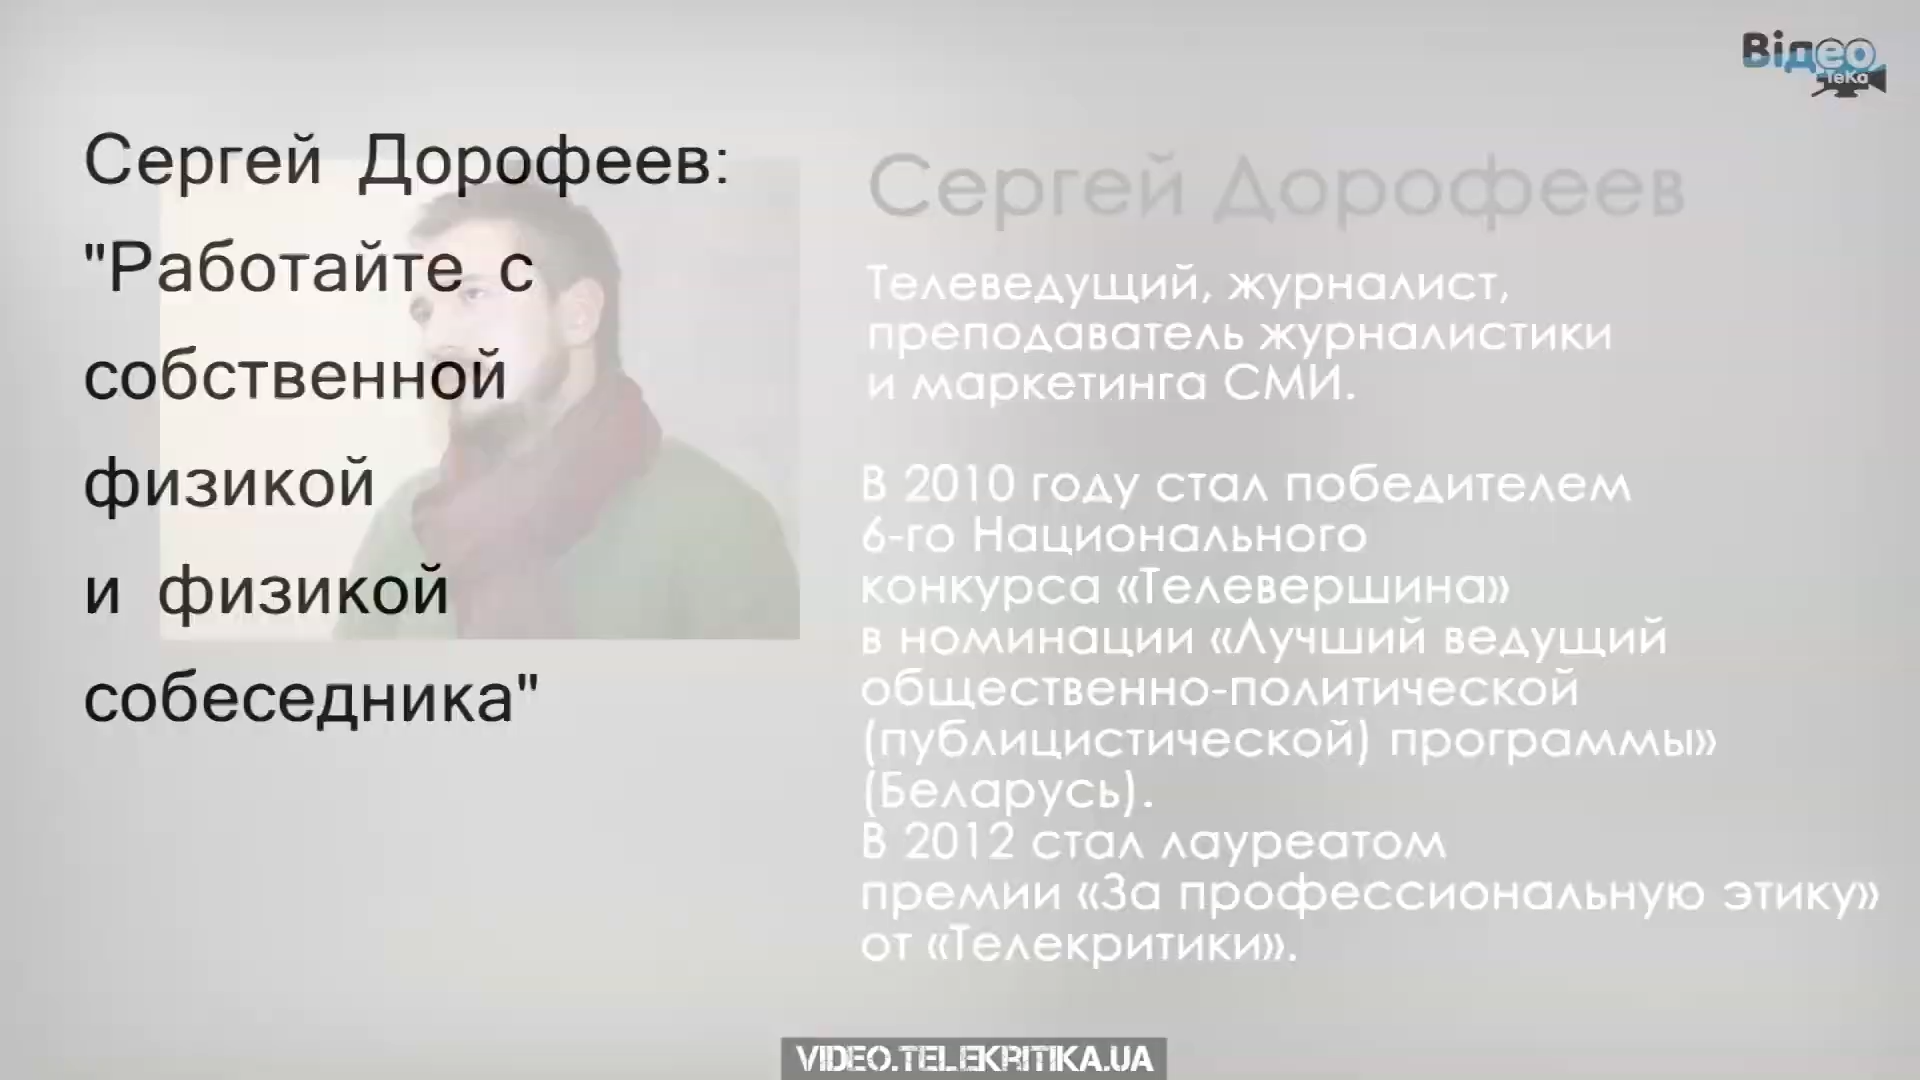 Відео
ТеКа
Сергей Дорофеев:
"Работайте с
собственной
физикой
и физикой
собеседника"
Сергей Дорофеев
Телеведущий, журналист,
преподаватель журналистики
и маркетинга СМИ.
В 2010 году стал победителем
6-го Национального
конкурса «Телевершина»
в номинации «Лучший ведущий
общественно-политической
(публицистической) программы»
(Беларусь).
В 2012 стал лауреатом
премии «За профессиональную этику»
от «Телекритики».
VIDEO.TELEKRITIKA.UA